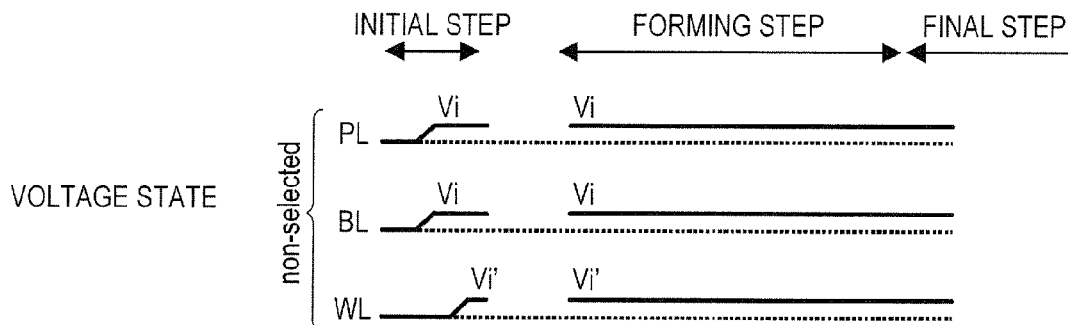 INITIAL STEP FORMING STEP FINAL STEP
Vi Vi
PL
VOLTAGE STATE
non-selected
Vi Vi
BL
Vi' Vi'
WL